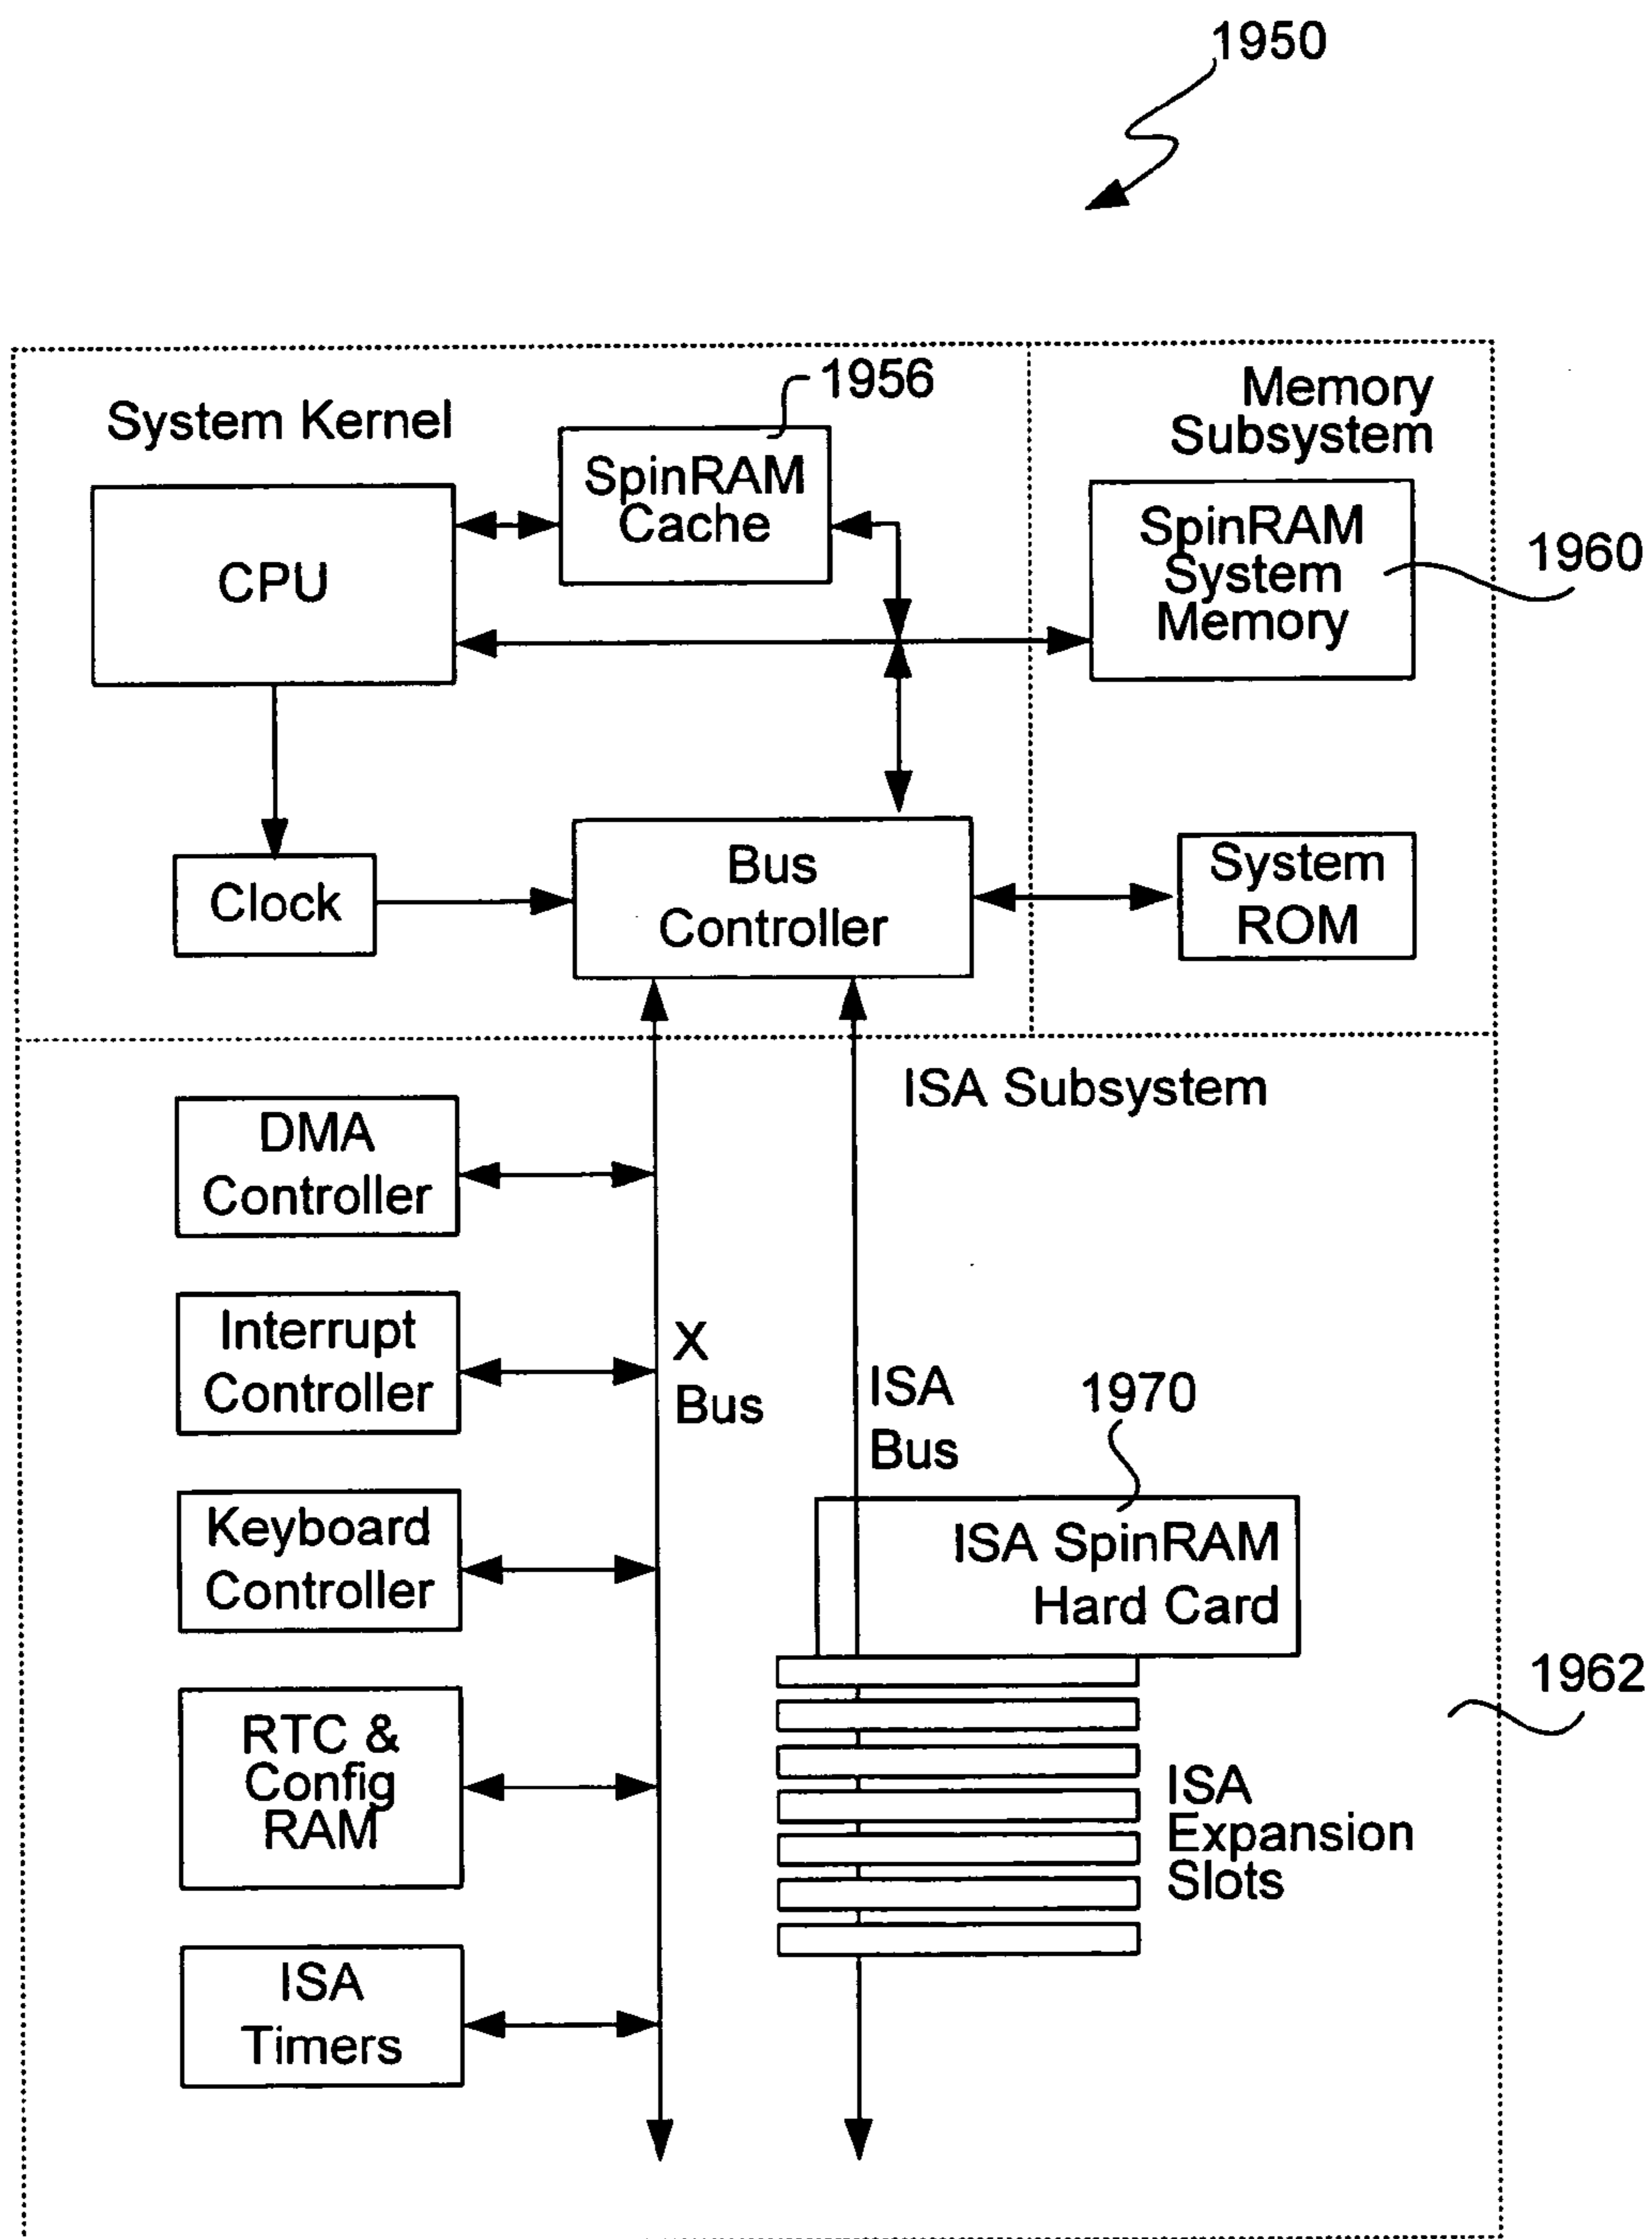 1950
System Kernel
1956
SpinRAM
Cache
Memory
Subsystem
CPU
SpinRAM
System
Memory
1960
Clock
Bus
Controller
System
ROM
ISA Subsystem
DMA
Controller
Interrupt
Controller
X
Bus
ISA
Bus
1970
Keyboard
Controller
ISA SpinRAM
Hard Card
1962
RTC &
Config
RAM
ISA
Expansion
Slots
ISA
Timers